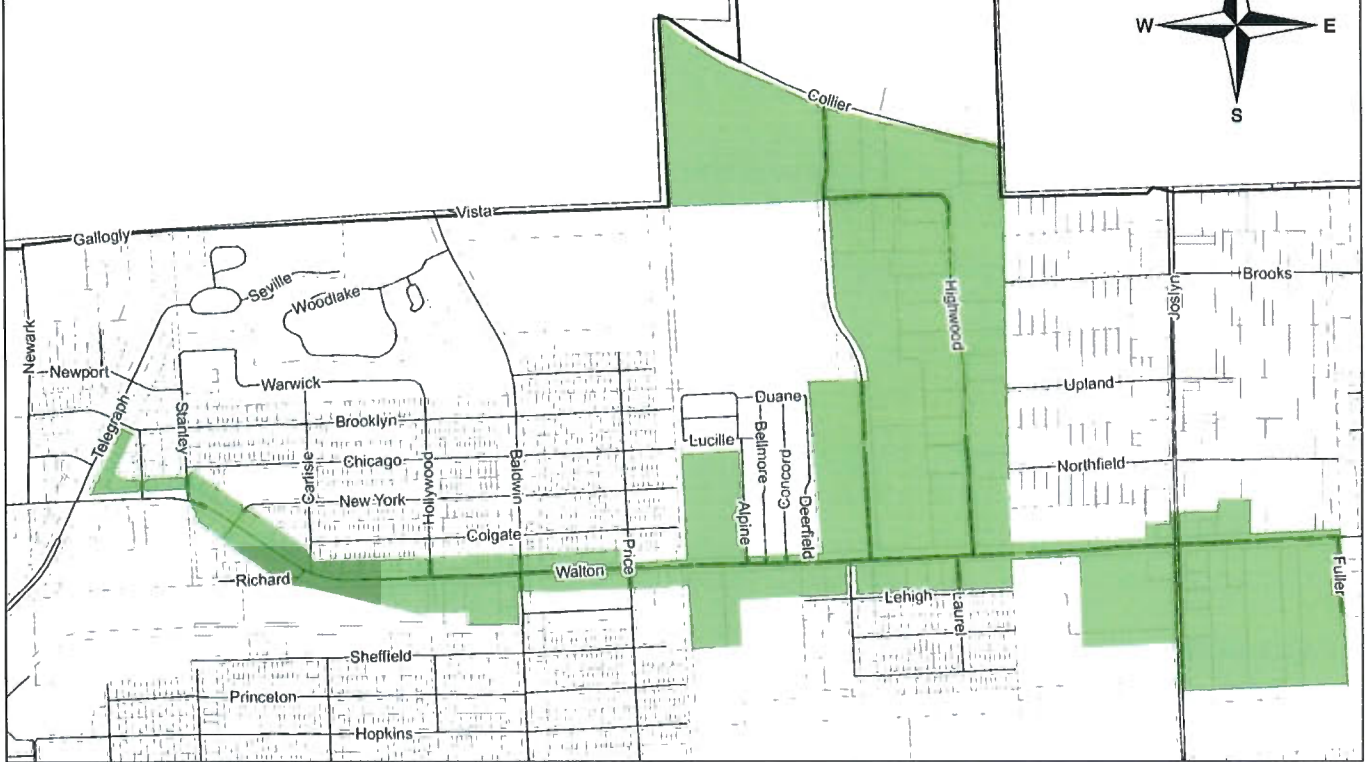 W
E
S
Collier
Vista
Gallogly
Seville
Woodlake
Brooks
Joslyn
Highwood
Newark
Newport
Telegraph
Stanley
Warwick
Brooklyn
Upland
Duane
Chicago
Lucille
Carlisle
Hollywood
Baldwin
Bellmore
Concord
Northfield
New York
Colgate
Price
Alpine
Deerfield
Richard
Walton
Fuller
Lehigh
Laurel
Sheffield
Princeton
Hopkins